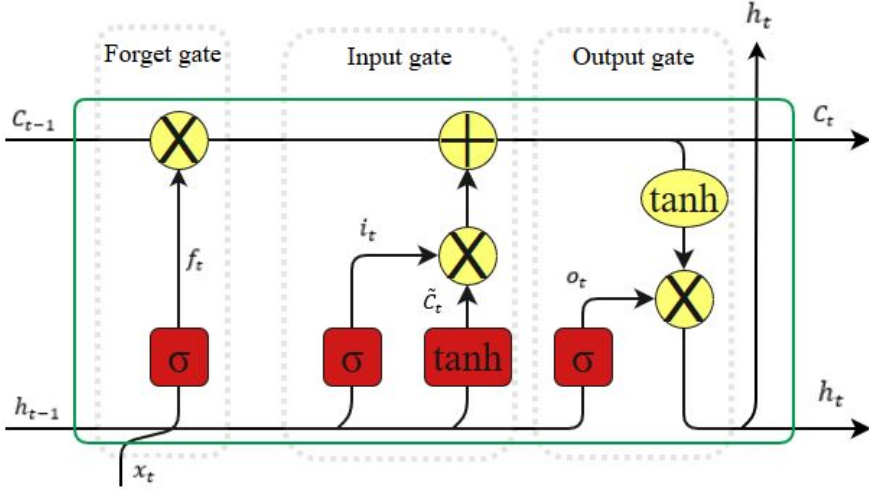 h_t
Forget gate Input gate Output gate
C_{t-1} C_t
X +
tanh
i_t X
f_t
C̃_t o_t X
σ σ tanh σ
h_{t-1} h_t
x_t